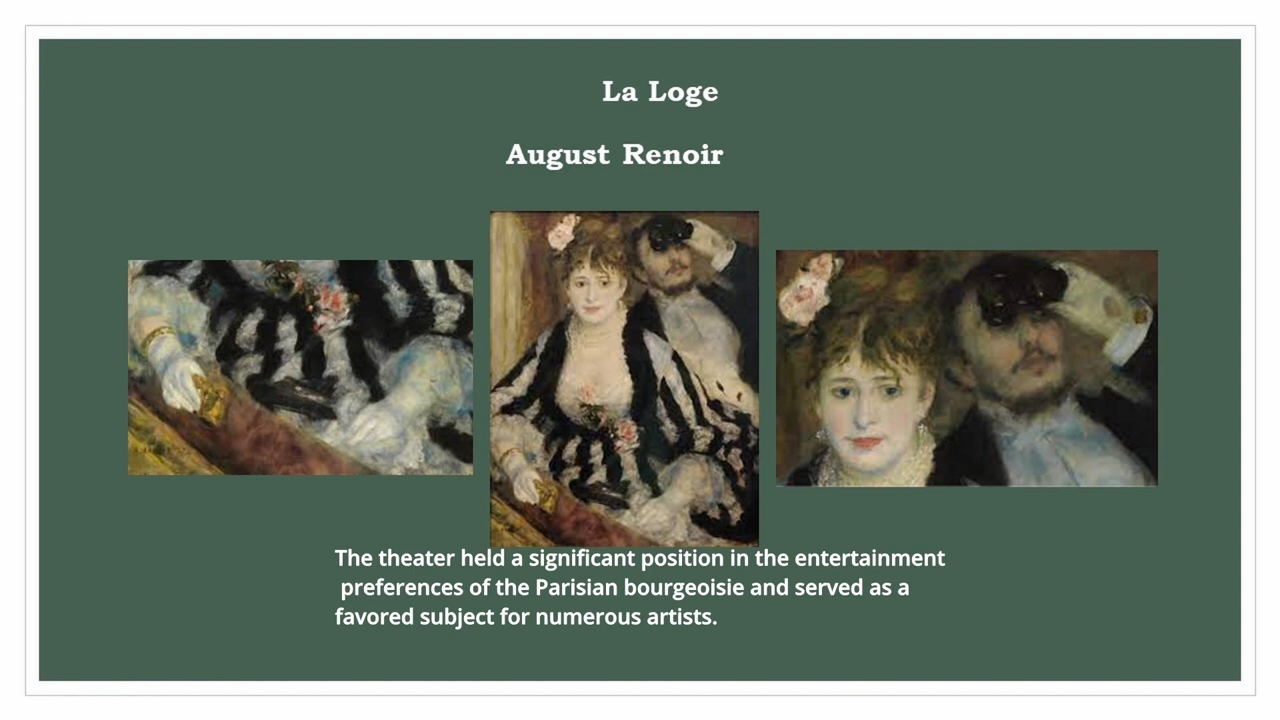 La Loge
August Renoir
The theater held a significant position in the entertainment
preferences of the Parisian bourgeoisie and served as a
favored subject for numerous artists.